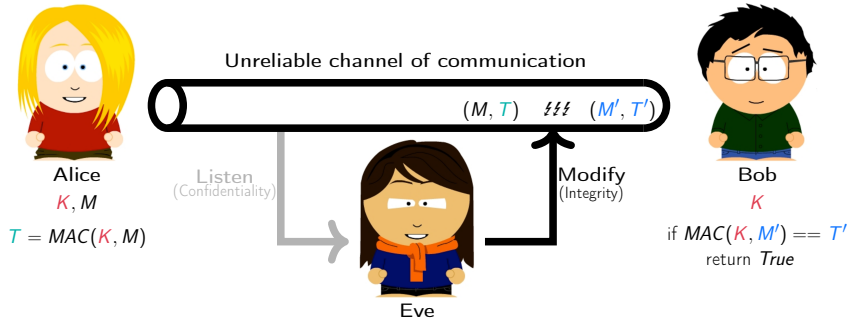 Unreliable channel of communication
(M, T) (M′, T′)
Listen
(Confidentiality)
Modify
(Integrity)
Alice
K, M
T = MAC(K, M)
Bob
K
if MAC(K, M′) == T′
return True
Eve